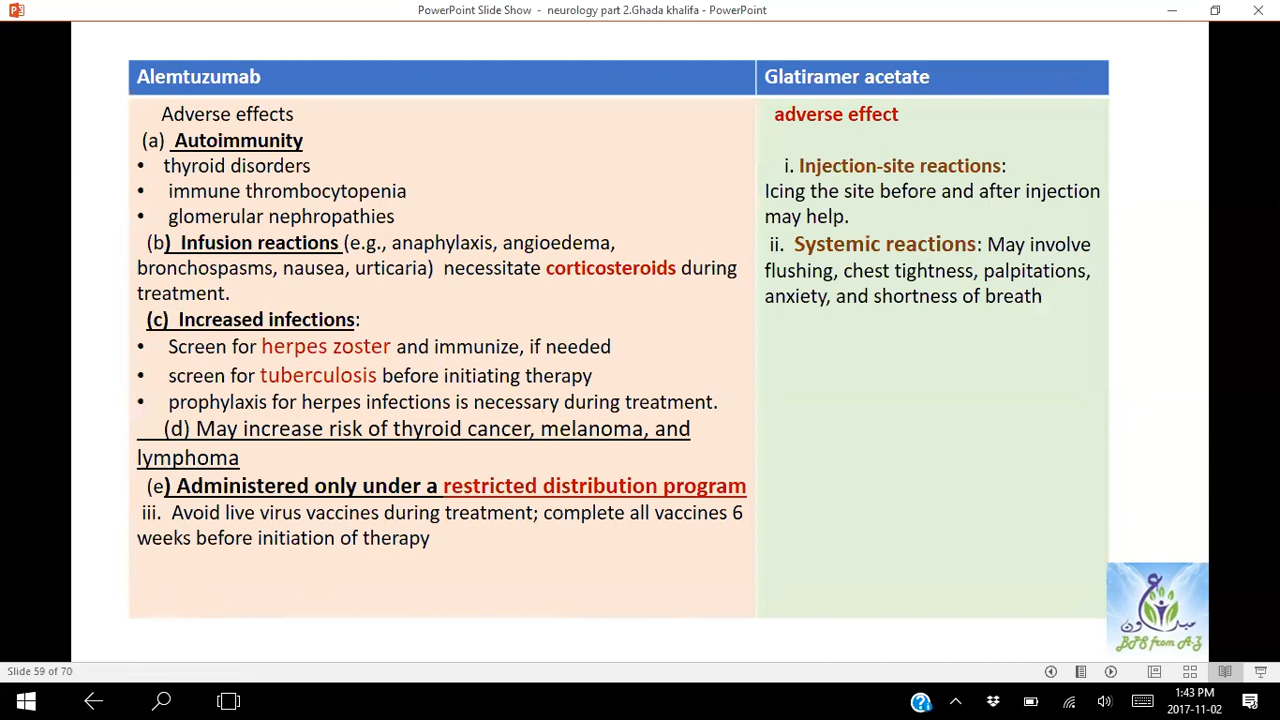 PowerPoint Slide Show - neurology part 2.Ghada khalifa - PowerPoint
Alemtuzumab
Adverse effects
(a) Autoimmunity
• thyroid disorders
• immune thrombocytopenia
• glomerular nephropathies
(b) Infusion reactions (e.g., anaphylaxis, angioedema,
bronchospasms, nausea, urticaria) necessitate corticosteroids during
treatment.
(c) Increased infections:
• Screen for herpes zoster and immunize, if needed
• screen for tuberculosis before initiating therapy
• prophylaxis for herpes infections is necessary during treatment.
(d) May increase risk of thyroid cancer, melanoma, and
lymphoma
(e) Administered only under a restricted distribution program
iii. Avoid live virus vaccines during treatment; complete all vaccines 6
weeks before initiation of therapy
Glatiramer acetate
adverse effect
i. Injection-site reactions:
Icing the site before and after injection
may help.
ii. Systemic reactions: May involve
flushing, chest tightness, palpitations,
anxiety, and shortness of breath
مبدعون
BPS from A-Z
Slide 59 of 70
1:43 PM
2017-11-02